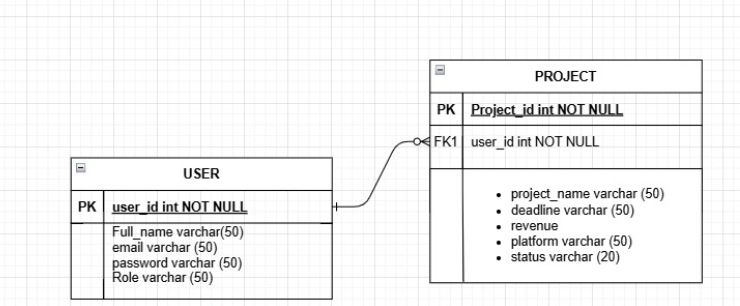 PROJECT
PK Project_id int NOT NULL
FK1 user_id int NOT NULL
project_name varchar (50)
deadline varchar (50)
revenue
platform varchar (50)
status varchar (20)
USER
PK user_id int NOT NULL
Full_name varchar(50)
email varchar (50)
password varchar (50)
Role varchar (50)